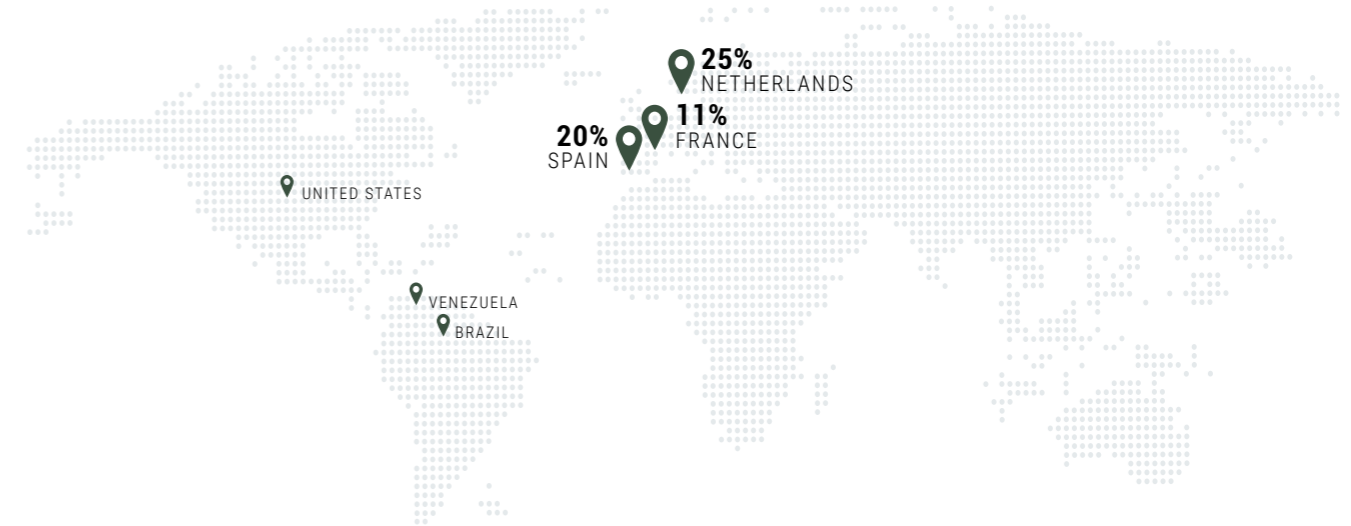 25%
NETHERLANDS
11%
FRANCE
20%
SPAIN
UNITED STATES
VENEZUELA
BRAZIL